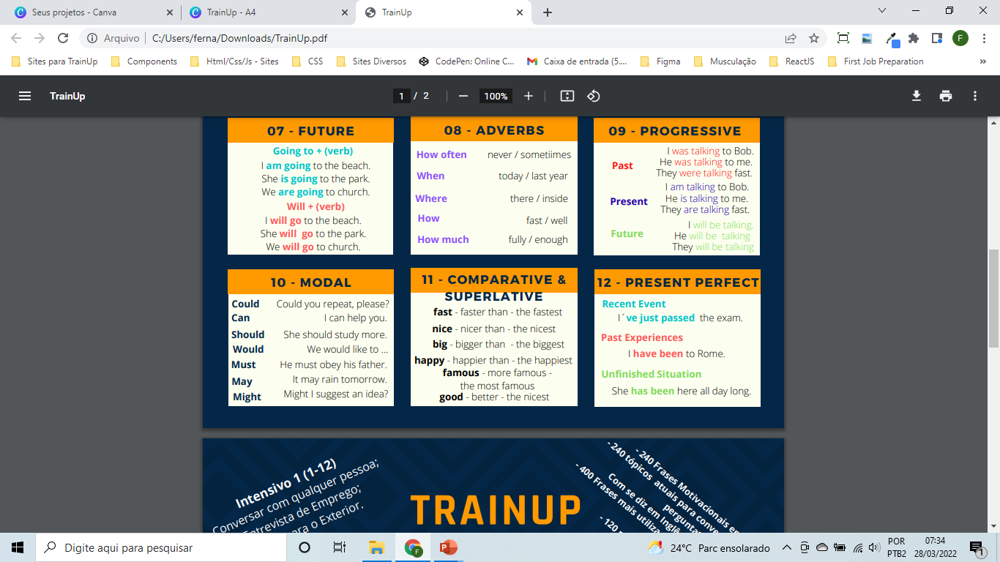 Seus projetos - Canva
TrainUp - A4
TrainUp
Arquivo
C:/Users/ferna/Downloads/TrainUp.pdf
F
Sites para TrainUp
Components
Html/Css/Js - Sites
CSS
Sites Diversos
CodePen: Online C...
Caixa de entrada (5....
Figma
Musculação
ReactJS
First Job Preparation
»
TrainUp
1 / 2
100%
07 - FUTURE
Going to + (verb)
I am going to the beach.
She is going to the park.
We are going to church.
Will + (verb)
I will go to the beach.
She will go to the park.
We will go to church.
08 - ADVERBS
How often never / sometiimes
When today / last year
Where there / inside
How fast / well
How much fully / enough
09 - PROGRESSIVE
Past
I was talking to Bob.
He was talking to me.
They were talking fast.
Present
I am talking to Bob.
He is talking to me.
They are talking fast.
Future
I will be talking.
He will be talking
They will be talking
10 - MODAL
Could Could you repeat, please?
Can I can help you.
Should She should study more.
Would We would like to ...
Must He must obey his father.
May It may rain tomorrow.
Might Might I suggest an idea?
11 - COMPARATIVE &
SUPERLATIVE
fast - faster than - the fastest
nice - nicer than - the nicest
big - bigger than - the biggest
happy - happier than - the happiest
famous - more famous -
the most famous
good - better - the nicest
12 - PRESENT PERFECT
Recent Event
I´ve just passed the exam.
Past Experiences
I have been to Rome.
Unfinished Situation
She has been here all day long.
Intensivo 1 (1-12)
Conversar com qualquer pessoa;
Entrevista de Emprego;
para o Exterior.
TRAINUP
- 240 Frases Motivacionais
- 240 tópicos atuais para
Com se diz em
- 400 Frases mais
- 120
Digite aqui para pesquisar
F
24°C Parc ensolarado
POR
PTB2
07:34
28/03/2022
1